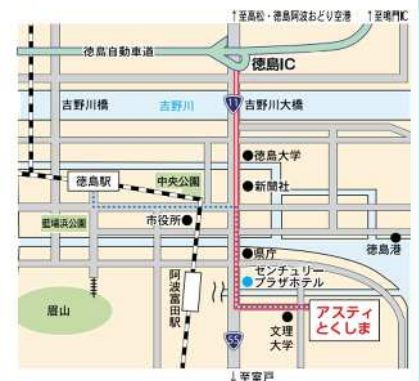 ↑至高松・徳島阿波おどり空港 ↑至鳴門IC
徳島自動車道
徳島IC
吉野川橋 吉野川 11 吉野川大橋
徳島大学
徳島駅 中央公園 新聞社
藍場浜公園 市役所
徳島港
県庁
センチュリー
プラザホテル
阿波富田駅
眉山
アスティ
とくしま
文理
大学
55
↓至室戸